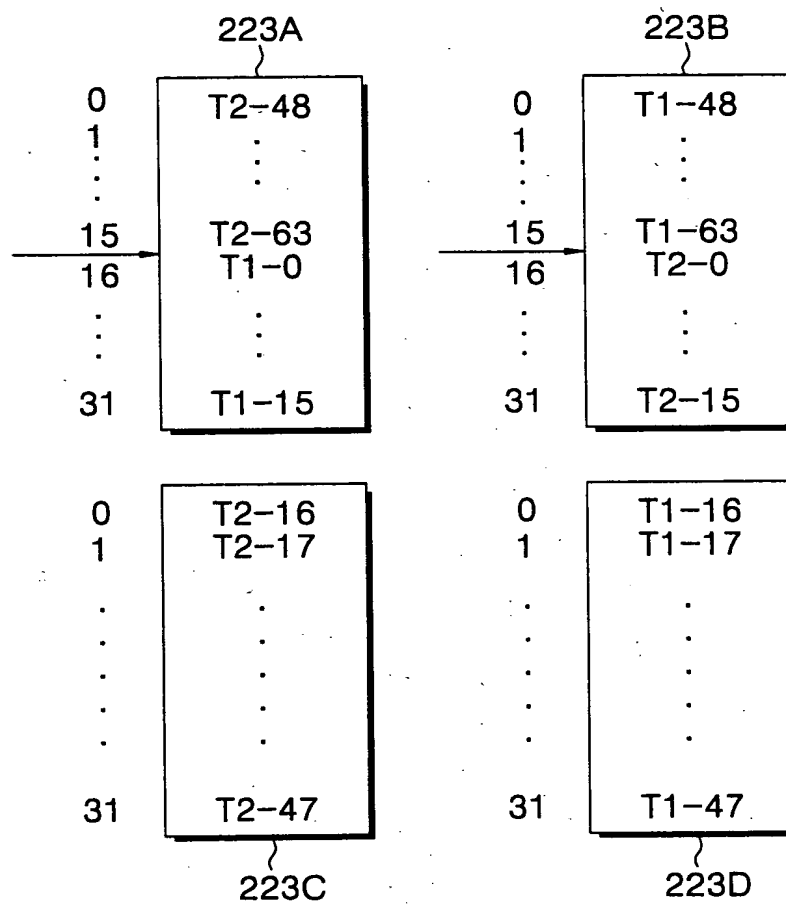 223A
0 T2-48
1
15 T2-63
16 T1-0
31 T1-15
223B
0 T1-48
1
15 T1-63
16 T2-0
31 T2-15
0 T2-16
1 T2-17
31 T2-47
223C
0 T1-16
1 T1-17
31 T1-47
223D